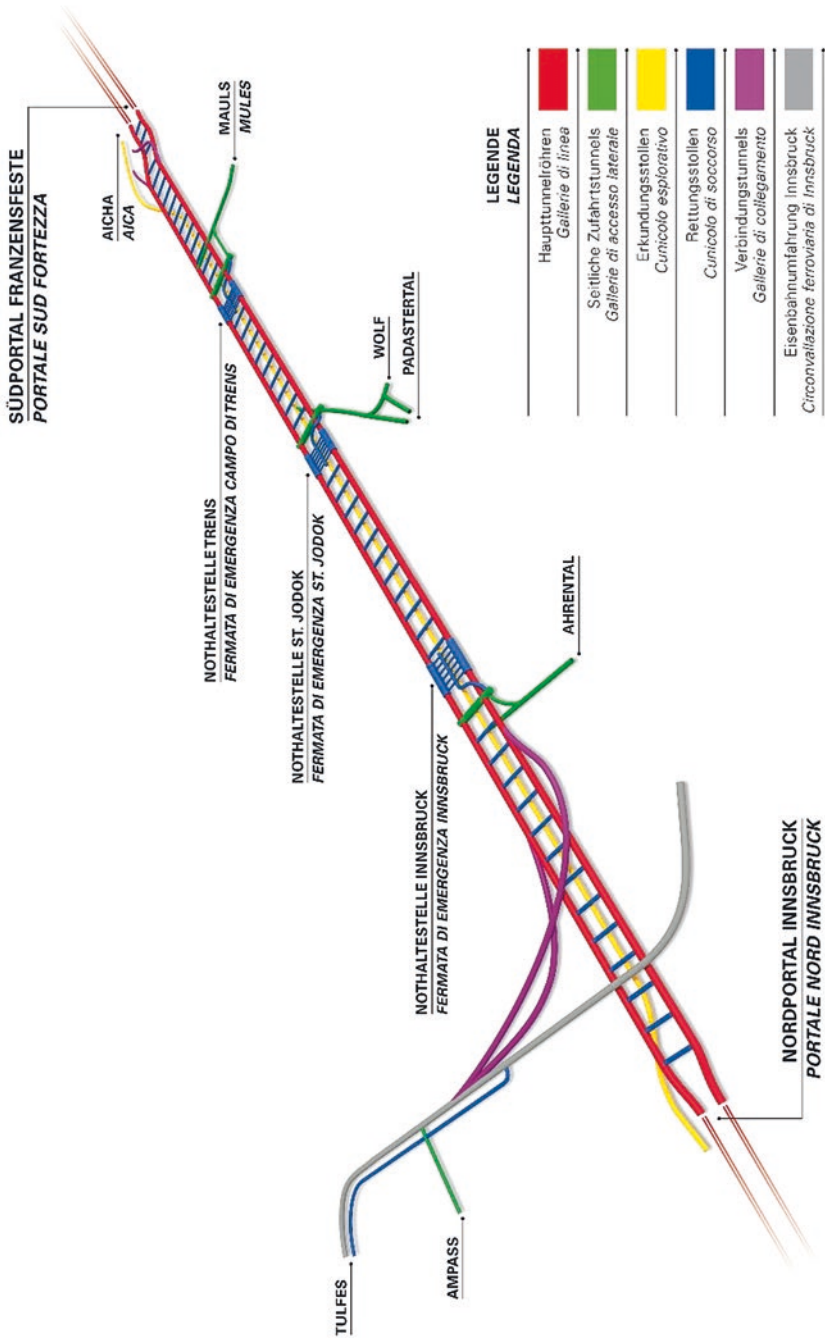 SÜDPORTAL FRANZENSFESTE
PORTALE SUD FORTEZZA
AICHA
AICA
MAULS
MULES
NOTHALTESTELLE TRENS
FERMATA DI EMERGENZA CAMPO DI TRENS
WOLF
PADASTERTAL
NOTHALTESTELLE ST. JODOK
FERMATA DI EMERGENZA ST. JODOK
AHRENTAL
NOTHALTESTELLE INNSBRUCK
FERMATA DI EMERGENZA INNSBRUCK
NORDPORTAL INNSBRUCK
PORTALE NORD INNSBRUCK
AMPASS
TULFES
LEGENDE
LEGENDA
Haupttunnelröhren
Gallerie di linea
Seitliche Zufahrtstunnels
Gallerie di accesso laterale
Erkundungsstollen
Cunicolo esplorativo
Rettungsstollen
Cunicolo di soccorso
Verbindungstunnels
Gallerie di collegamento
Eisenbahnumfahrung Innsbruck
Circonvallazione ferroviaria di Innsbruck